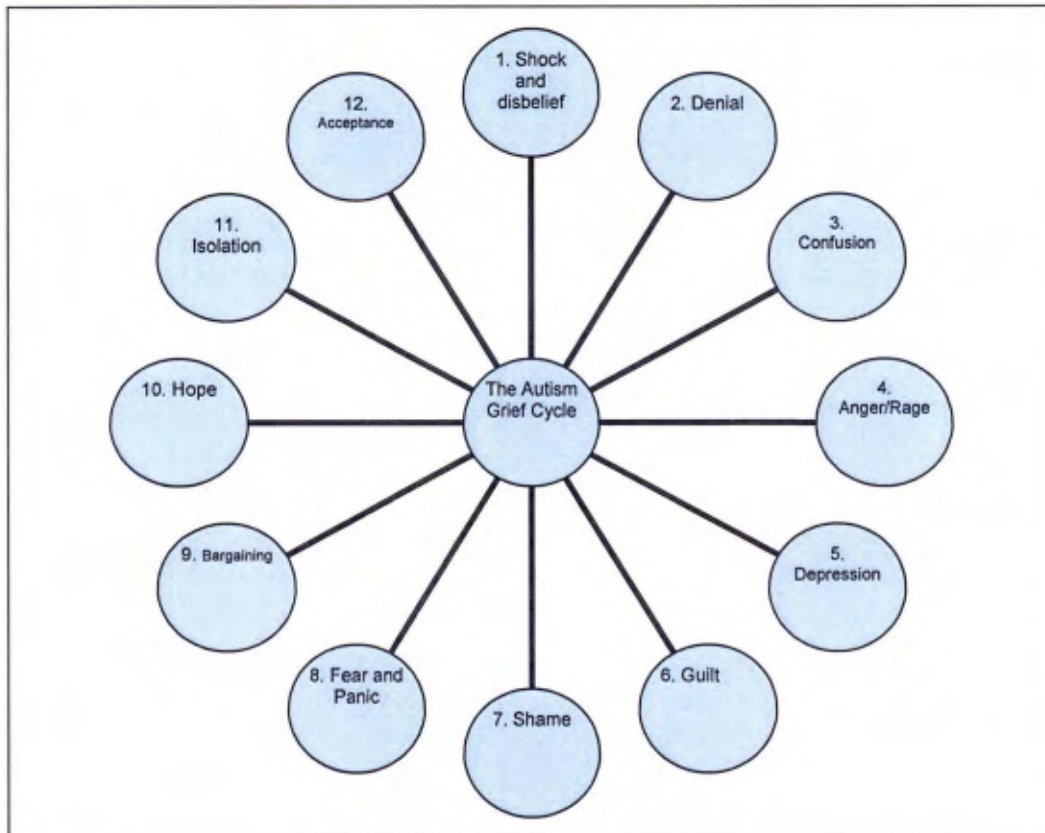 1. Shock
and
disbelief
2. Denial
3.
Confusion
4.
Anger/Rage
5.
Depression
6. Guilt
7. Shame
8. Fear and
Panic
9. Bargaining
10. Hope
11.
Isolation
12.
Acceptance
The Autism
Grief Cycle